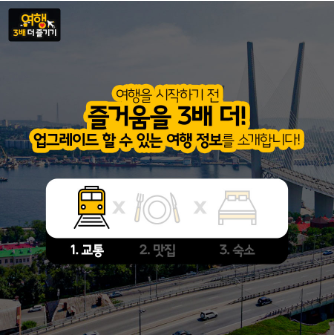 여행
3배 더 즐기기
여행을 시작하기 전
즐거움을 3배 더!
업그레이드 할 수 있는 여행 정보를 소개합니다!
1. 교통
2. 맛집
3. 숙소